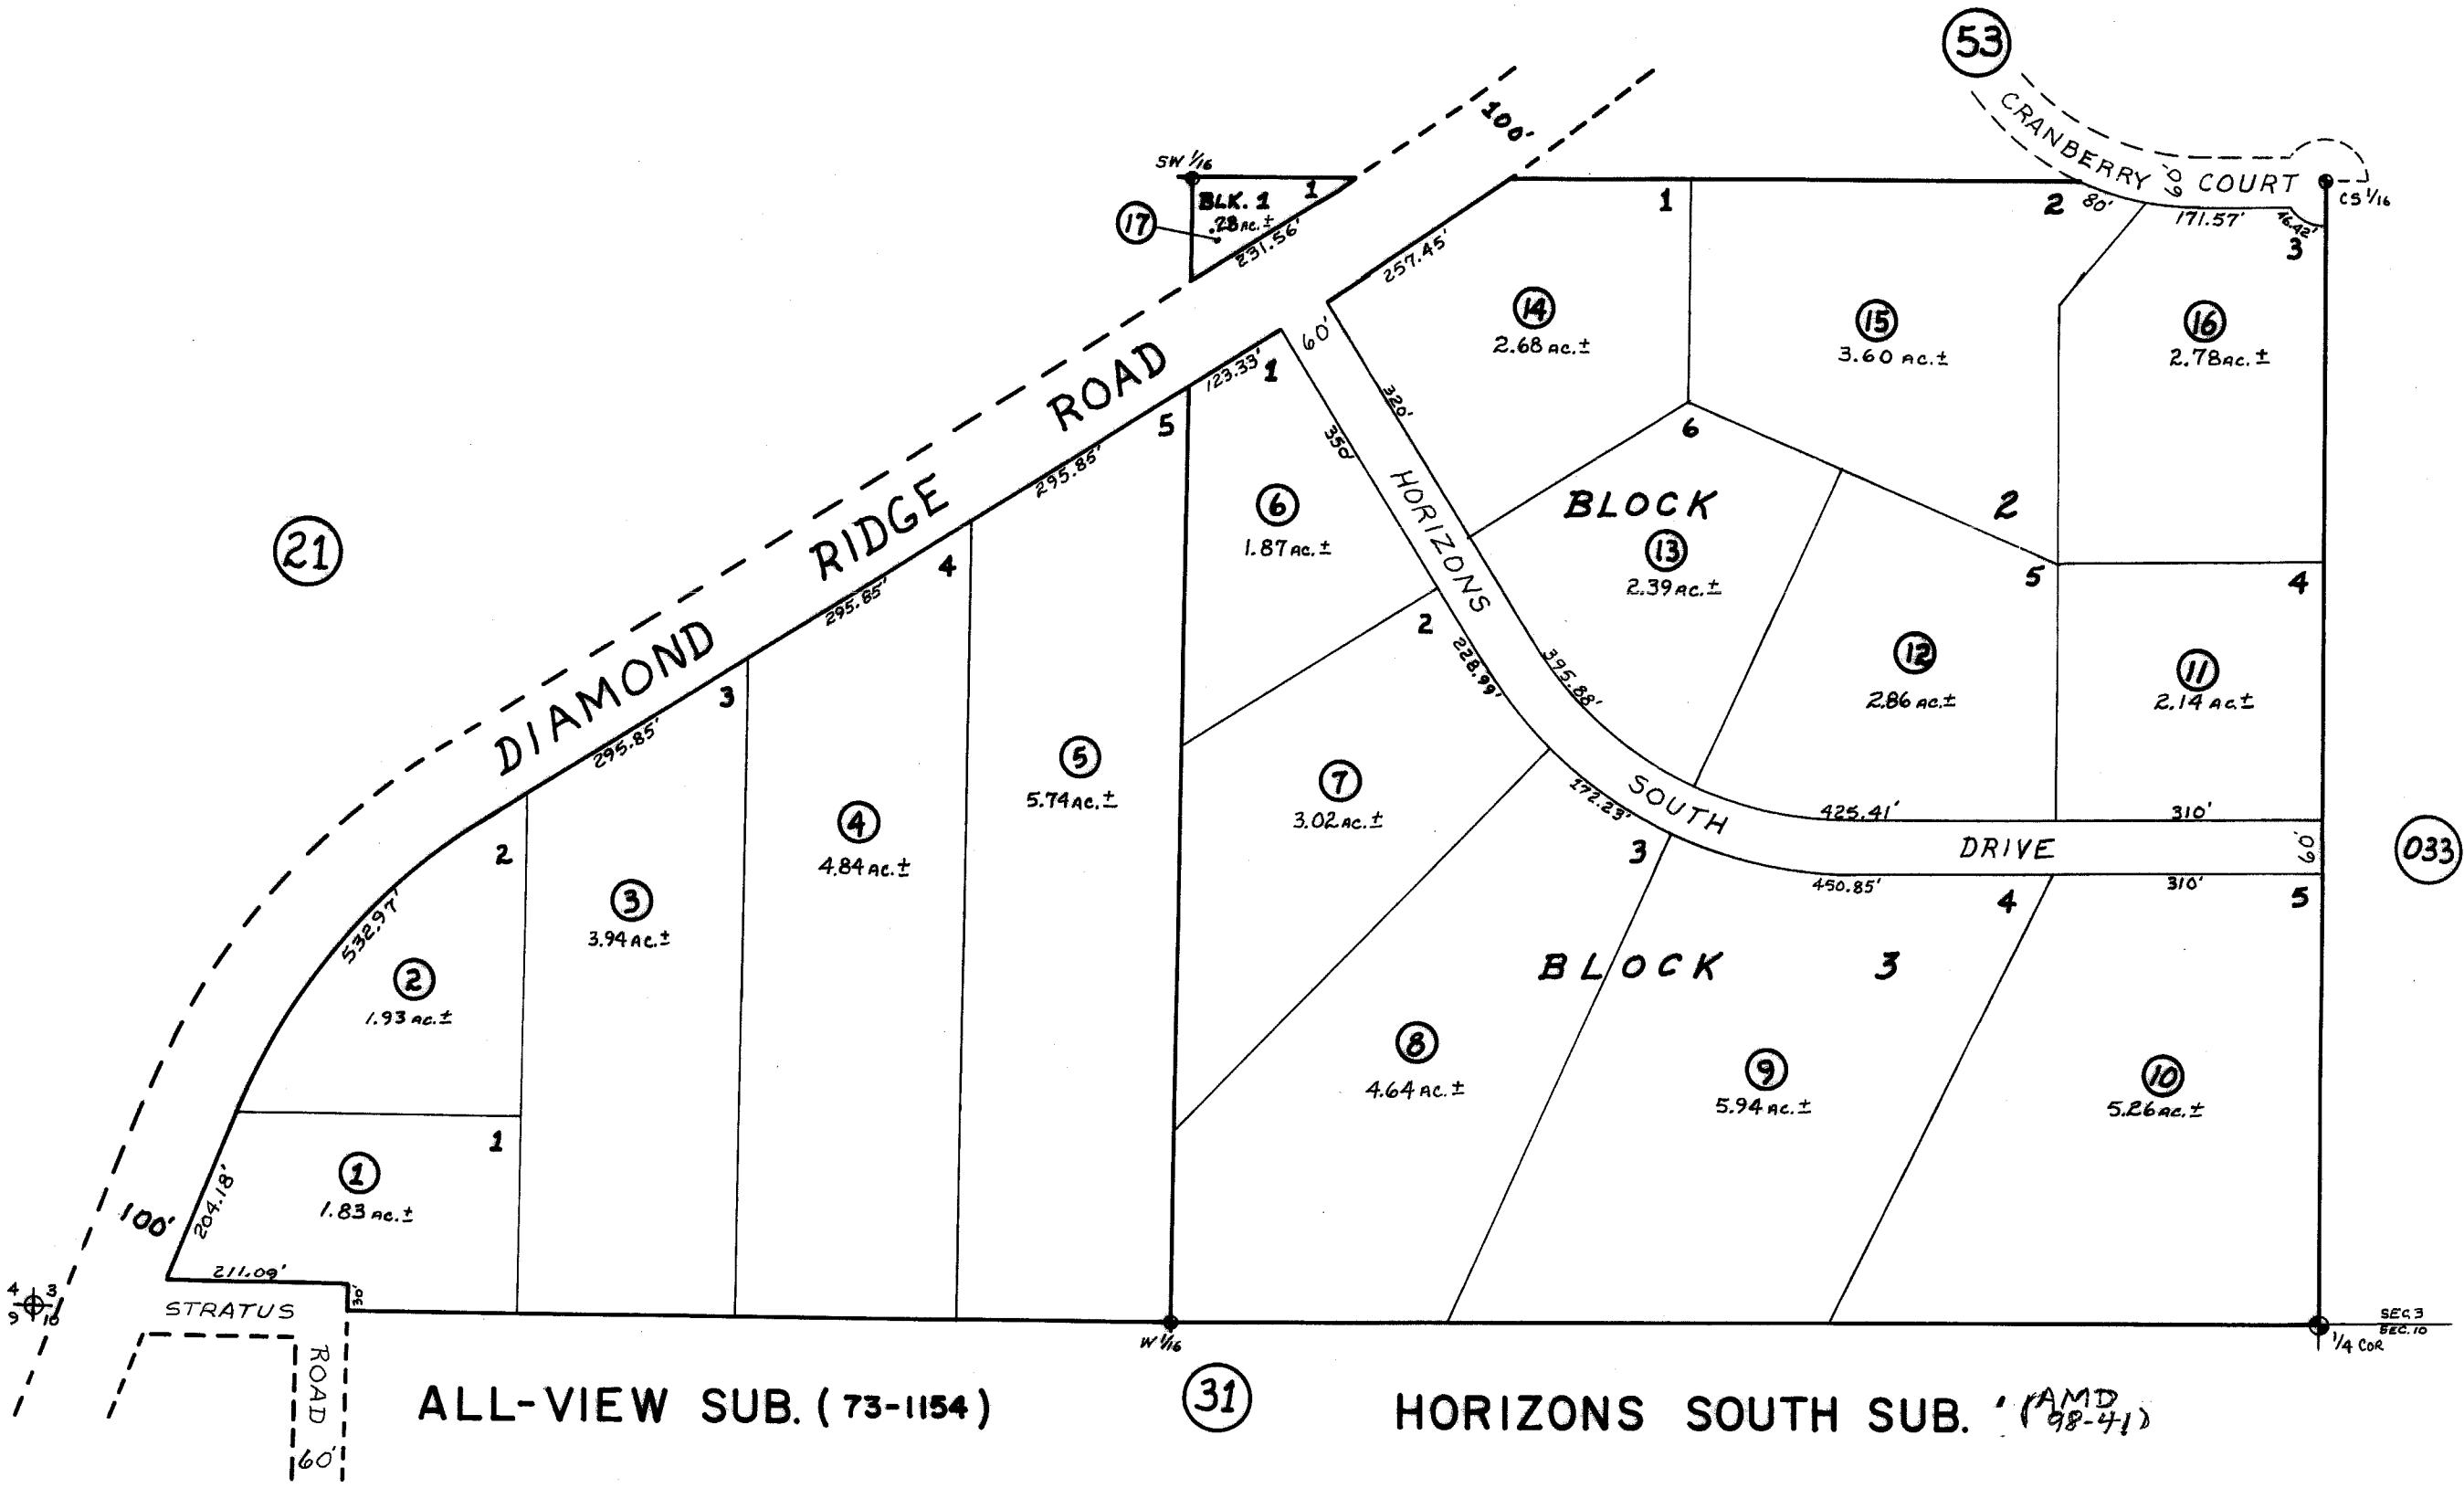 53
CRANBERRY COURT
60'
100'
SW 1/16
BLK. 1
1
.28 AC. ±
17
231.56'
CS 1/16
80'
171.57'
46.42'
1
2
3
257.45'
60'
14
2.68 AC. ±
15
3.60 AC. ±
16
2.78 AC. ±
DIAMOND RIDGE ROAD
123.33'
1
5
320'
350'
6
295.85'
HORIZONS SOUTH DRIVE
BLOCK 2
6
1.87 AC. ±
13
2.39 AC. ±
21
4
295.85'
5
4
2
228.99'
395.88'
12
2.86 AC. ±
11
2.14 AC. ±
3
295.85'
5
5.74 AC. ±
7
3.02 AC. ±
172.23'
425.41'
310'
4
4.84 AC. ±
2
3
60'
033
450.85'
310'
4
5
3
3.94 AC. ±
532.97'
BLOCK 3
2
1.93 AC. ±
8
4.64 AC. ±
9
5.94 AC. ±
10
5.26 AC. ±
1
1
1.83 AC. ±
204.18'
100'
211.09'
30'
4 3
9 10
STRATUS
ROAD
60'
W 1/16
SEC. 3
SEC. 10
1/4 COR
ALL-VIEW SUB. (73-1154)
31
HORIZONS SOUTH SUB. (AMD 98-41)